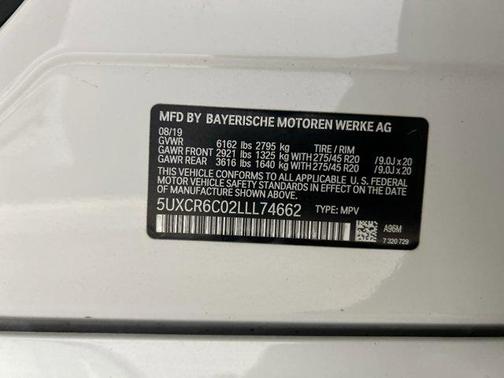 MFD BY BAYERISCHE MOTOREN WERKE AG
08/19
GVWR 6162 lbs 2795 kg TIRE / RIM
GAWR FRONT 2921 lbs 1325 kg WITH 275/45 R20 /9.0J x 20
GAWR REAR 3616 lbs 1640 kg WITH 275/45 R20 /9.0J x 20
THIS VEHICLE CONFORMS TO ALL APPLICABLE U. S. FEDERAL
MOTOR VEHICLE SAFETY STANDARDS IN EFFECT ON THE DATE OF
MANUFACTURE SHOWN ABOVE.
5UXCR6C02LLL74662 TYPE: MPV
A96M
7 320 729